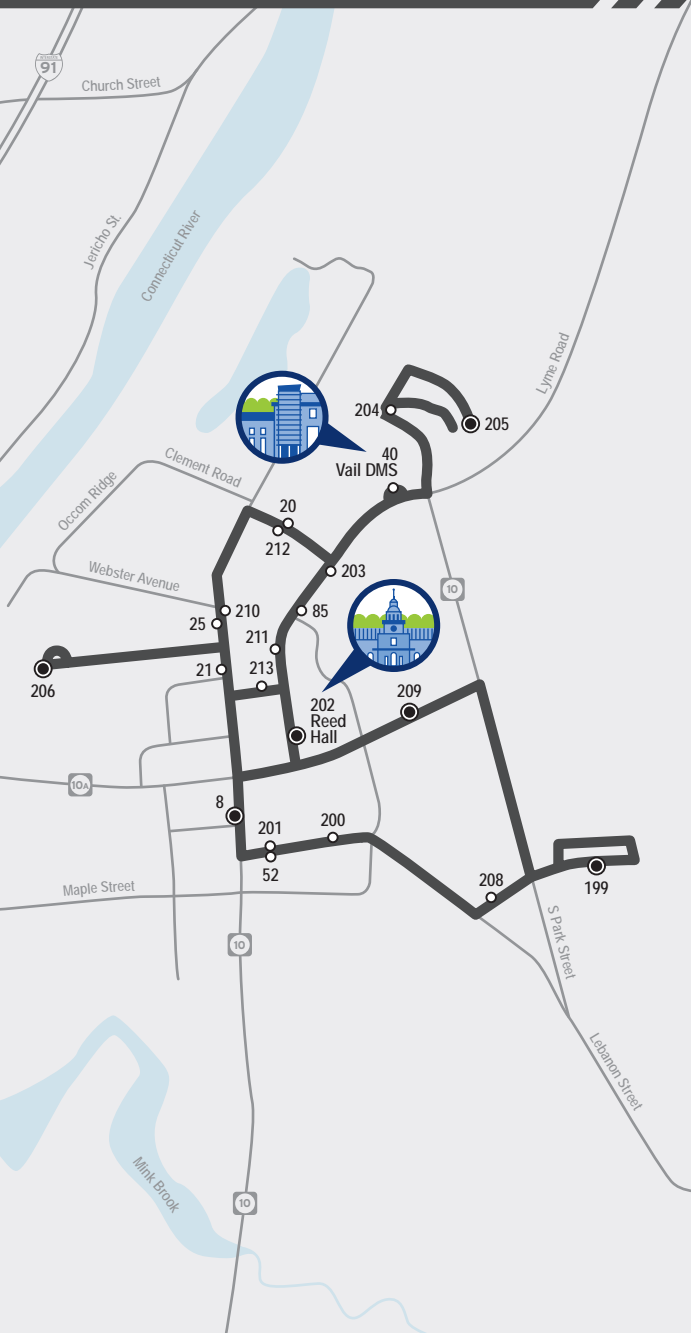 INTERSTATE
91
Church Street
Jericho St.
Connecticut River
Lyme Road
204
205
40
Vail DMS
Clement Road
Occom Ridge
20
212
Webster Avenue
203
10
210
85
25
211
21
213
206
202
Reed
Hall
209
10A
8
201
200
52
208
199
Maple Street
S Park Street
10
Lebanon Street
Mink Brook
10